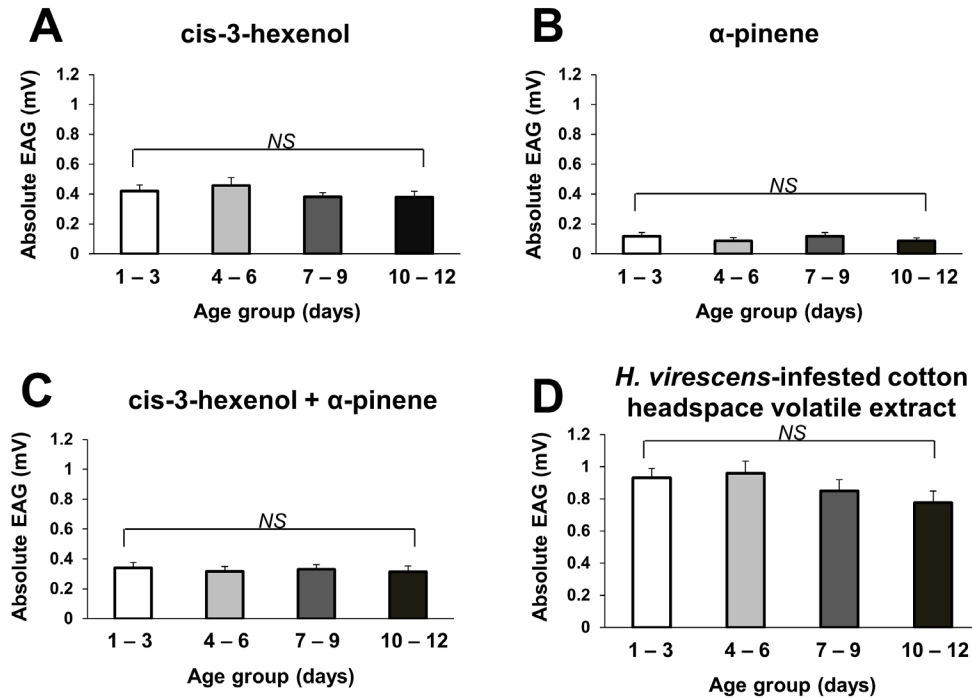 A
cis-3-hexenol
Absolute EAG (mV)
1.2
1
0.8
0.6
0.4
0.2
0
NS
1 – 3 4 – 6 7 – 9 10 – 12
Age group (days)
B
α-pinene
Absolute EAG (mV)
1.2
1
0.8
0.6
0.4
0.2
0
NS
1 – 3 4 – 6 7 – 9 10 – 12
Age group (days)
C
cis-3-hexenol + α-pinene
Absolute EAG (mV)
1.2
1
0.8
0.6
0.4
0.2
0
NS
1 – 3 4 – 6 7 – 9 10 – 12
Age group (days)
D
H. virescens-infested cotton
headspace volatile extract
Absolute EAG (mV)
1.2
1
0.8
0.6
0.4
0.2
0
NS
1 – 3 4 – 6 7 – 9 10 – 12
Age group (days)